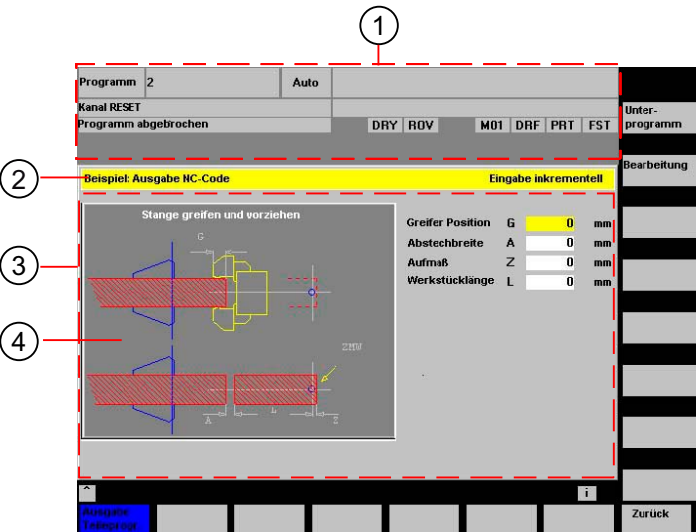 1
Programm 2 Auto
Kanal RESET
Programm abgebrochen DRY ROV M01 DRF PRT FST
Unter-
programm
Bearbeitung
2
Beispiel: Ausgabe NC-Code Eingabe inkrementell
3
4
Stange greifen und vorziehen
G
ZMW
A L Z
Greifer Position G 0 mm
Abstechbreite A 0 mm
Aufmaß Z 0 mm
Werkstücklänge L 0 mm
^ i
Ausgabe
Teileprogr.
Zurück